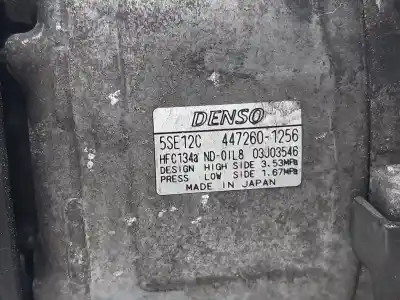 DENSO
5SE12C 447260-1256
HFC134a ND-OIL8 03J03546
DESIGN HIGH SIDE 3.53MPa
PRESS LOW SIDE 1.67MPa
MADE IN JAPAN